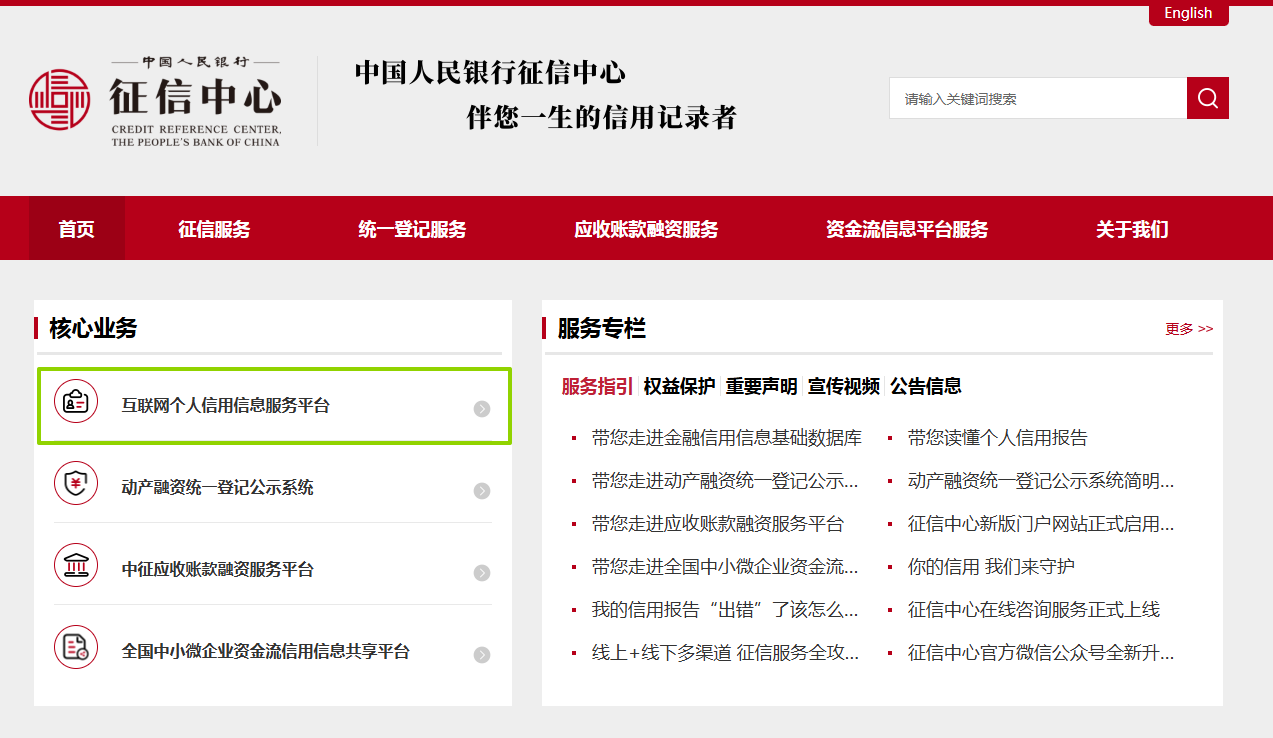 English
中国人民银行
征信中心
CREDIT REFERENCE CENTER,
THE PEOPLE'S BANK OF CHINA
中国人民银行征信中心
伴您一生的信用记录者
请输入关键词搜索
首页 征信服务 统一登记服务 应收账款融资服务 资金流信息平台服务 关于我们
核心业务
互联网个人信用信息服务平台
动产融资统一登记公示系统
中征应收账款融资服务平台
全国中小微企业资金流信用信息共享平台
服务专栏 更多 >>
服务指引 权益保护 重要声明 宣传视频 公告信息
带您走进金融信用信息基础数据库 带您读懂个人信用报告
带您走进动产融资统一登记公示... 动产融资统一登记公示系统简明...
带您走进应收账款融资服务平台 征信中心新版门户网站正式启用...
带您走进全国中小微企业资金流... 你的信用 我们来守护
我的信用报告“出错”了该怎么... 征信中心在线咨询服务正式上线
线上+线下多渠道 征信服务全攻... 征信中心官方微信公众号全新升...